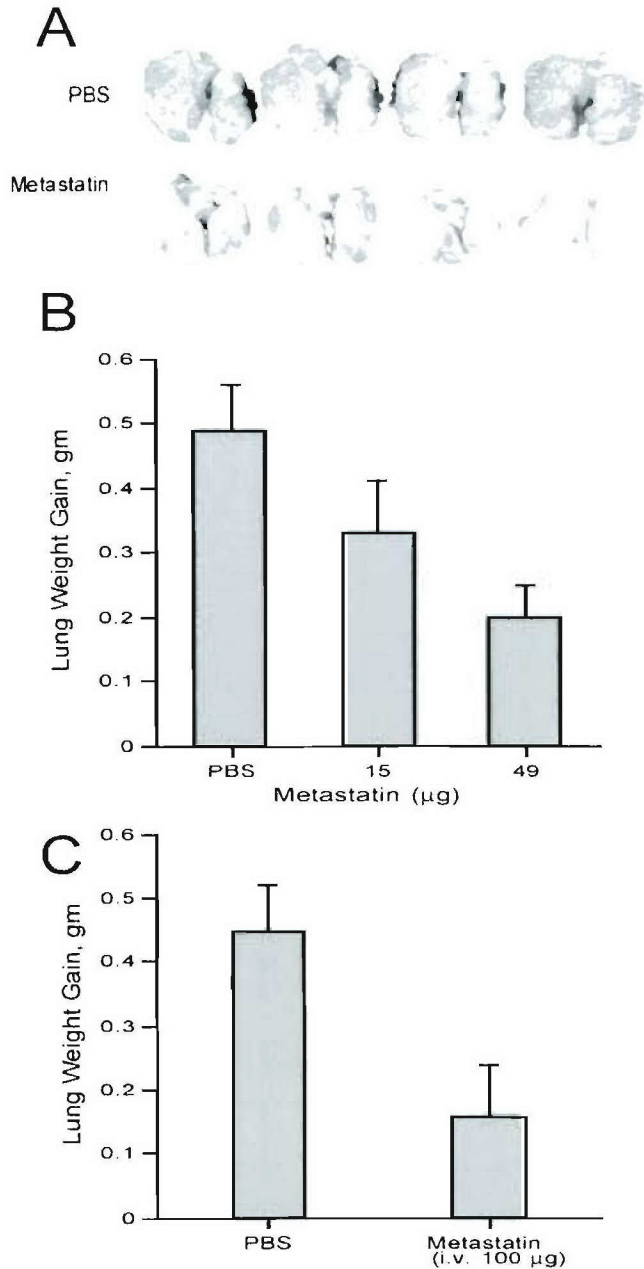 A
PBS
Metastatin
B
Lung Weight Gain, gm
0.6
0.5
0.4
0.3
0.2
0.1
0
PBS 15 49
Metastatin (μg)
C
Lung Weight Gain, gm
0.6
0.5
0.4
0.3
0.2
0.1
0
PBS Metastatin
(i.v. 100 μg)